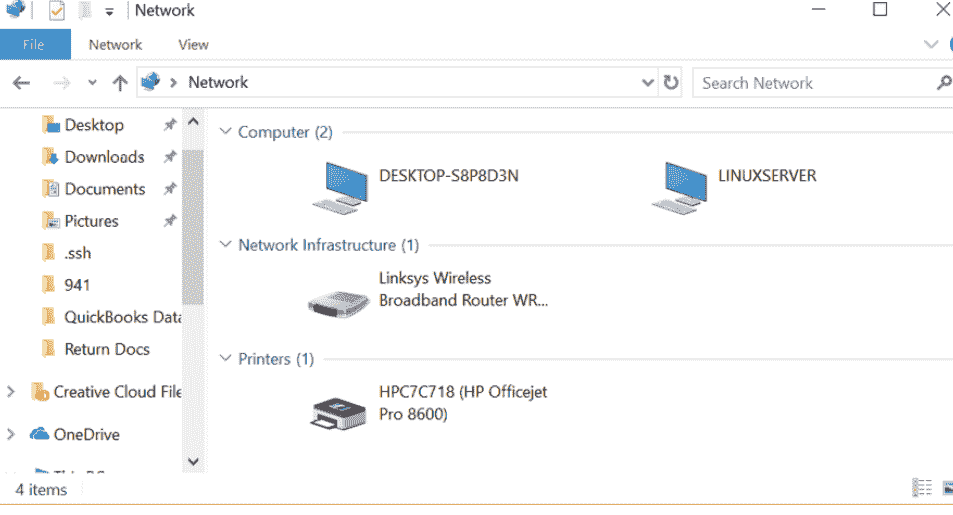 Network
File Network View
Network
Search Network
Desktop
Downloads
Documents
Pictures
.ssh
941
QuickBooks Data
Return Docs
Creative Cloud File
OneDrive
Computer (2)
DESKTOP-S8P8D3N
LINUXSERVER
Network Infrastructure (1)
Linksys Wireless
Broadband Router WR...
Printers (1)
HPC7C718 (HP Officejet
Pro 8600)
4 items